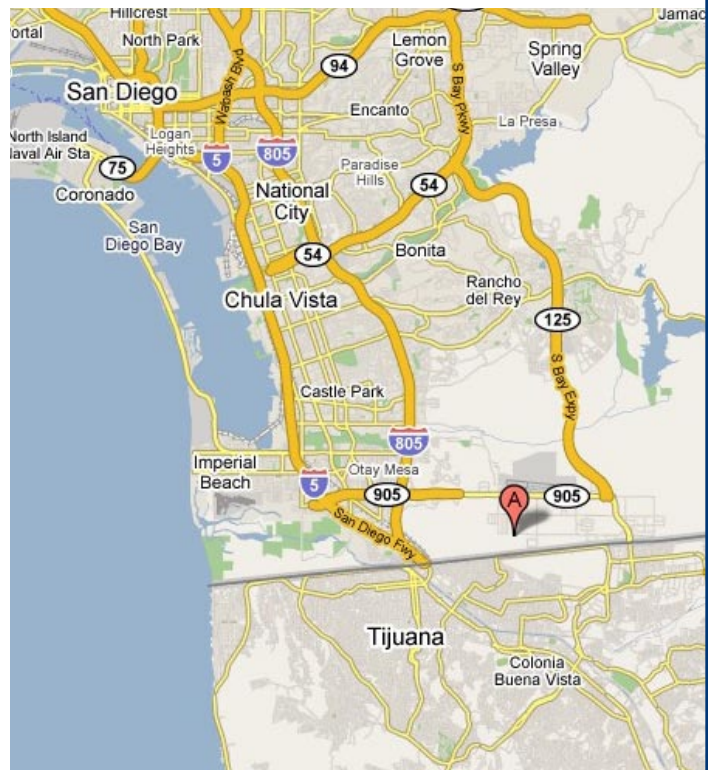 Hillcrest
Portal
North Park
Jamac
Lemon
Grove
Spring
Valley
94
San Diego
Wabash Blvd
S Bay Pkwy
Encanto
La Presa
North Island
Naval Air Sta
Logan
Heights
5
805
Paradise
Hills
75
Coronado
National
City
54
San
Diego Bay
54
Bonita
Rancho
del Rey
Chula Vista
125
S Bay Expy
Castle Park
805
Imperial
Beach
Otay Mesa
5
905
905
A
San Diego Fwy
Tijuana
Colonia
Buena Vista